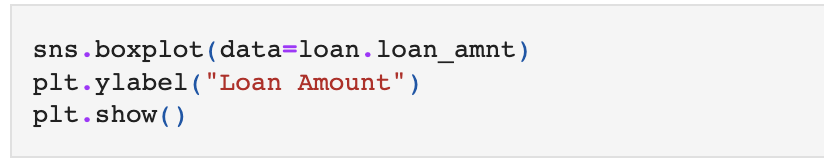 sns.boxplot(data=loan.loan_amnt)
plt.ylabel("Loan Amount")
plt.show()